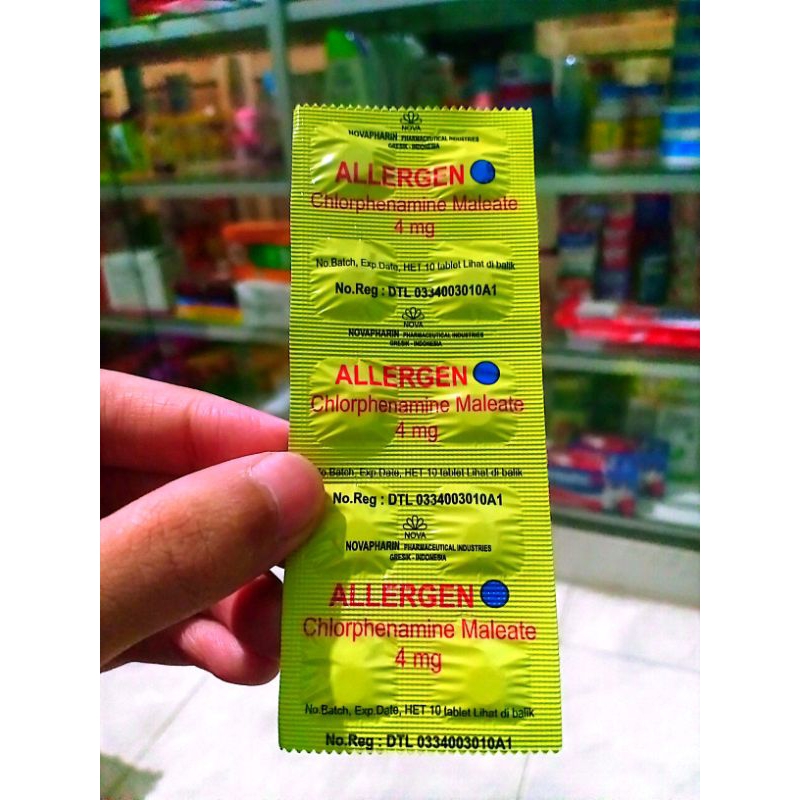 NOVA
NOVAPHARIN PHARMACEUTICAL INDUSTRIES
GRESIK - INDONESIA
ALLERGEN
Chlorphenamine Maleate
4 mg
No.Batch, Exp.Date, HET 10 tablet Lihat di balik
No.Reg : DTL 0334003010A1
NOVA
NOVAPHARIN PHARMACEUTICAL INDUSTRIES
GRESIK - INDONESIA
ALLERGEN
Chlorphenamine Maleate
4 mg
No.Batch, Exp.Date, HET 10 tablet Lihat di balik
No.Reg : DTL 0334003010A1
NOVA
NOVAPHARIN PHARMACEUTICAL INDUSTRIES
GRESIK - INDONESIA
ALLERGEN
Chlorphenamine Maleate
4 mg
No.Batch, Exp.Date, HET 10 tablet Lihat di balik
No.Reg : DTL 0334003010A1